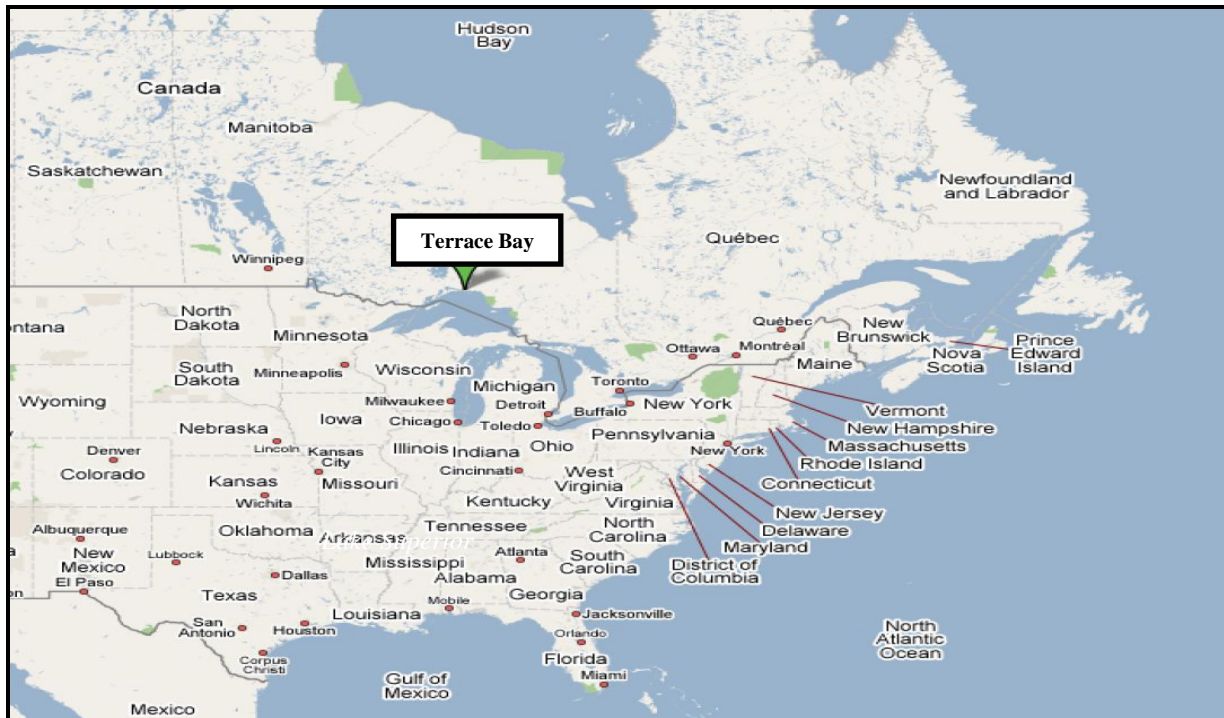 Hudson
Bay
Canada
Manitoba
Saskatchewan
Newfoundland
and Labrador
Terrace Bay
Québec
Winnipeg
North
Dakota
ontana
Minnesota
Québec
New
Brunswick
Prince
Edward
Island
Ottawa
Montréal
Nova
Scotia
Maine
South
Dakota
Minneapolis
Wisconsin
Michigan
Toronto
Wyoming
Milwaukee
Detroit
Buffalo
New York
Vermont
Iowa
Chicago
Toledo
New Hampshire
Nebraska
Pennsylvania
Massachusetts
Lincoln
Kansas
City
Illinois
Indiana
Ohio
New York
Rhode Island
Denver
Colorado
Cincinnati
West
Virginia
Connecticut
Kansas
Missouri
Wichita
Kentucky
Virginia
New Jersey
Albuquerque
Oklahoma
Arkansas
Lake Superior
Tennessee
North
Carolina
Delaware
Maryland
New
Mexico
Lubbock
Mississippi
Atlanta
South
Carolina
District of
Columbia
El Paso
on
Dallas
Alabama
Georgia
Texas
Louisiana
Mobile
Jacksonville
San
Antonio
Houston
Orlando
North
Atlantic
Ocean
Corpus
Christi
Gulf of
Mexico
Florida
Miami
Mexico